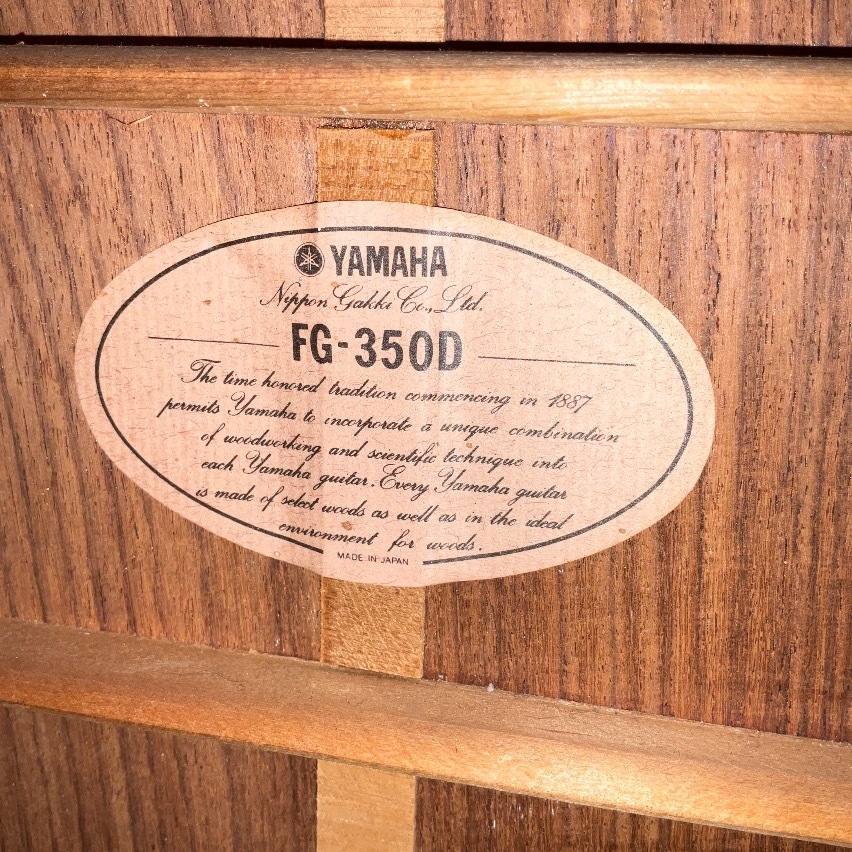 YAMAHA
Nippon Gakki Co., Ltd.
FG-350D
The time honored tradition commencing in 1887
permits Yamaha to incorporate a unique combination
of woodworking and scientific technique into
each Yamaha guitar. Every Yamaha guitar
is made of select woods as well as in the ideal
environment for woods.
MADE IN JAPAN